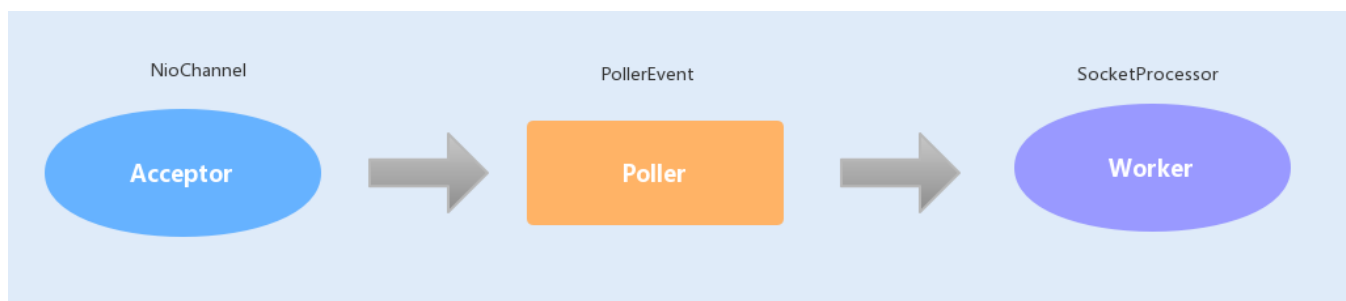 NioChannel
PollerEvent
SocketProcessor
Acceptor
Poller
Worker